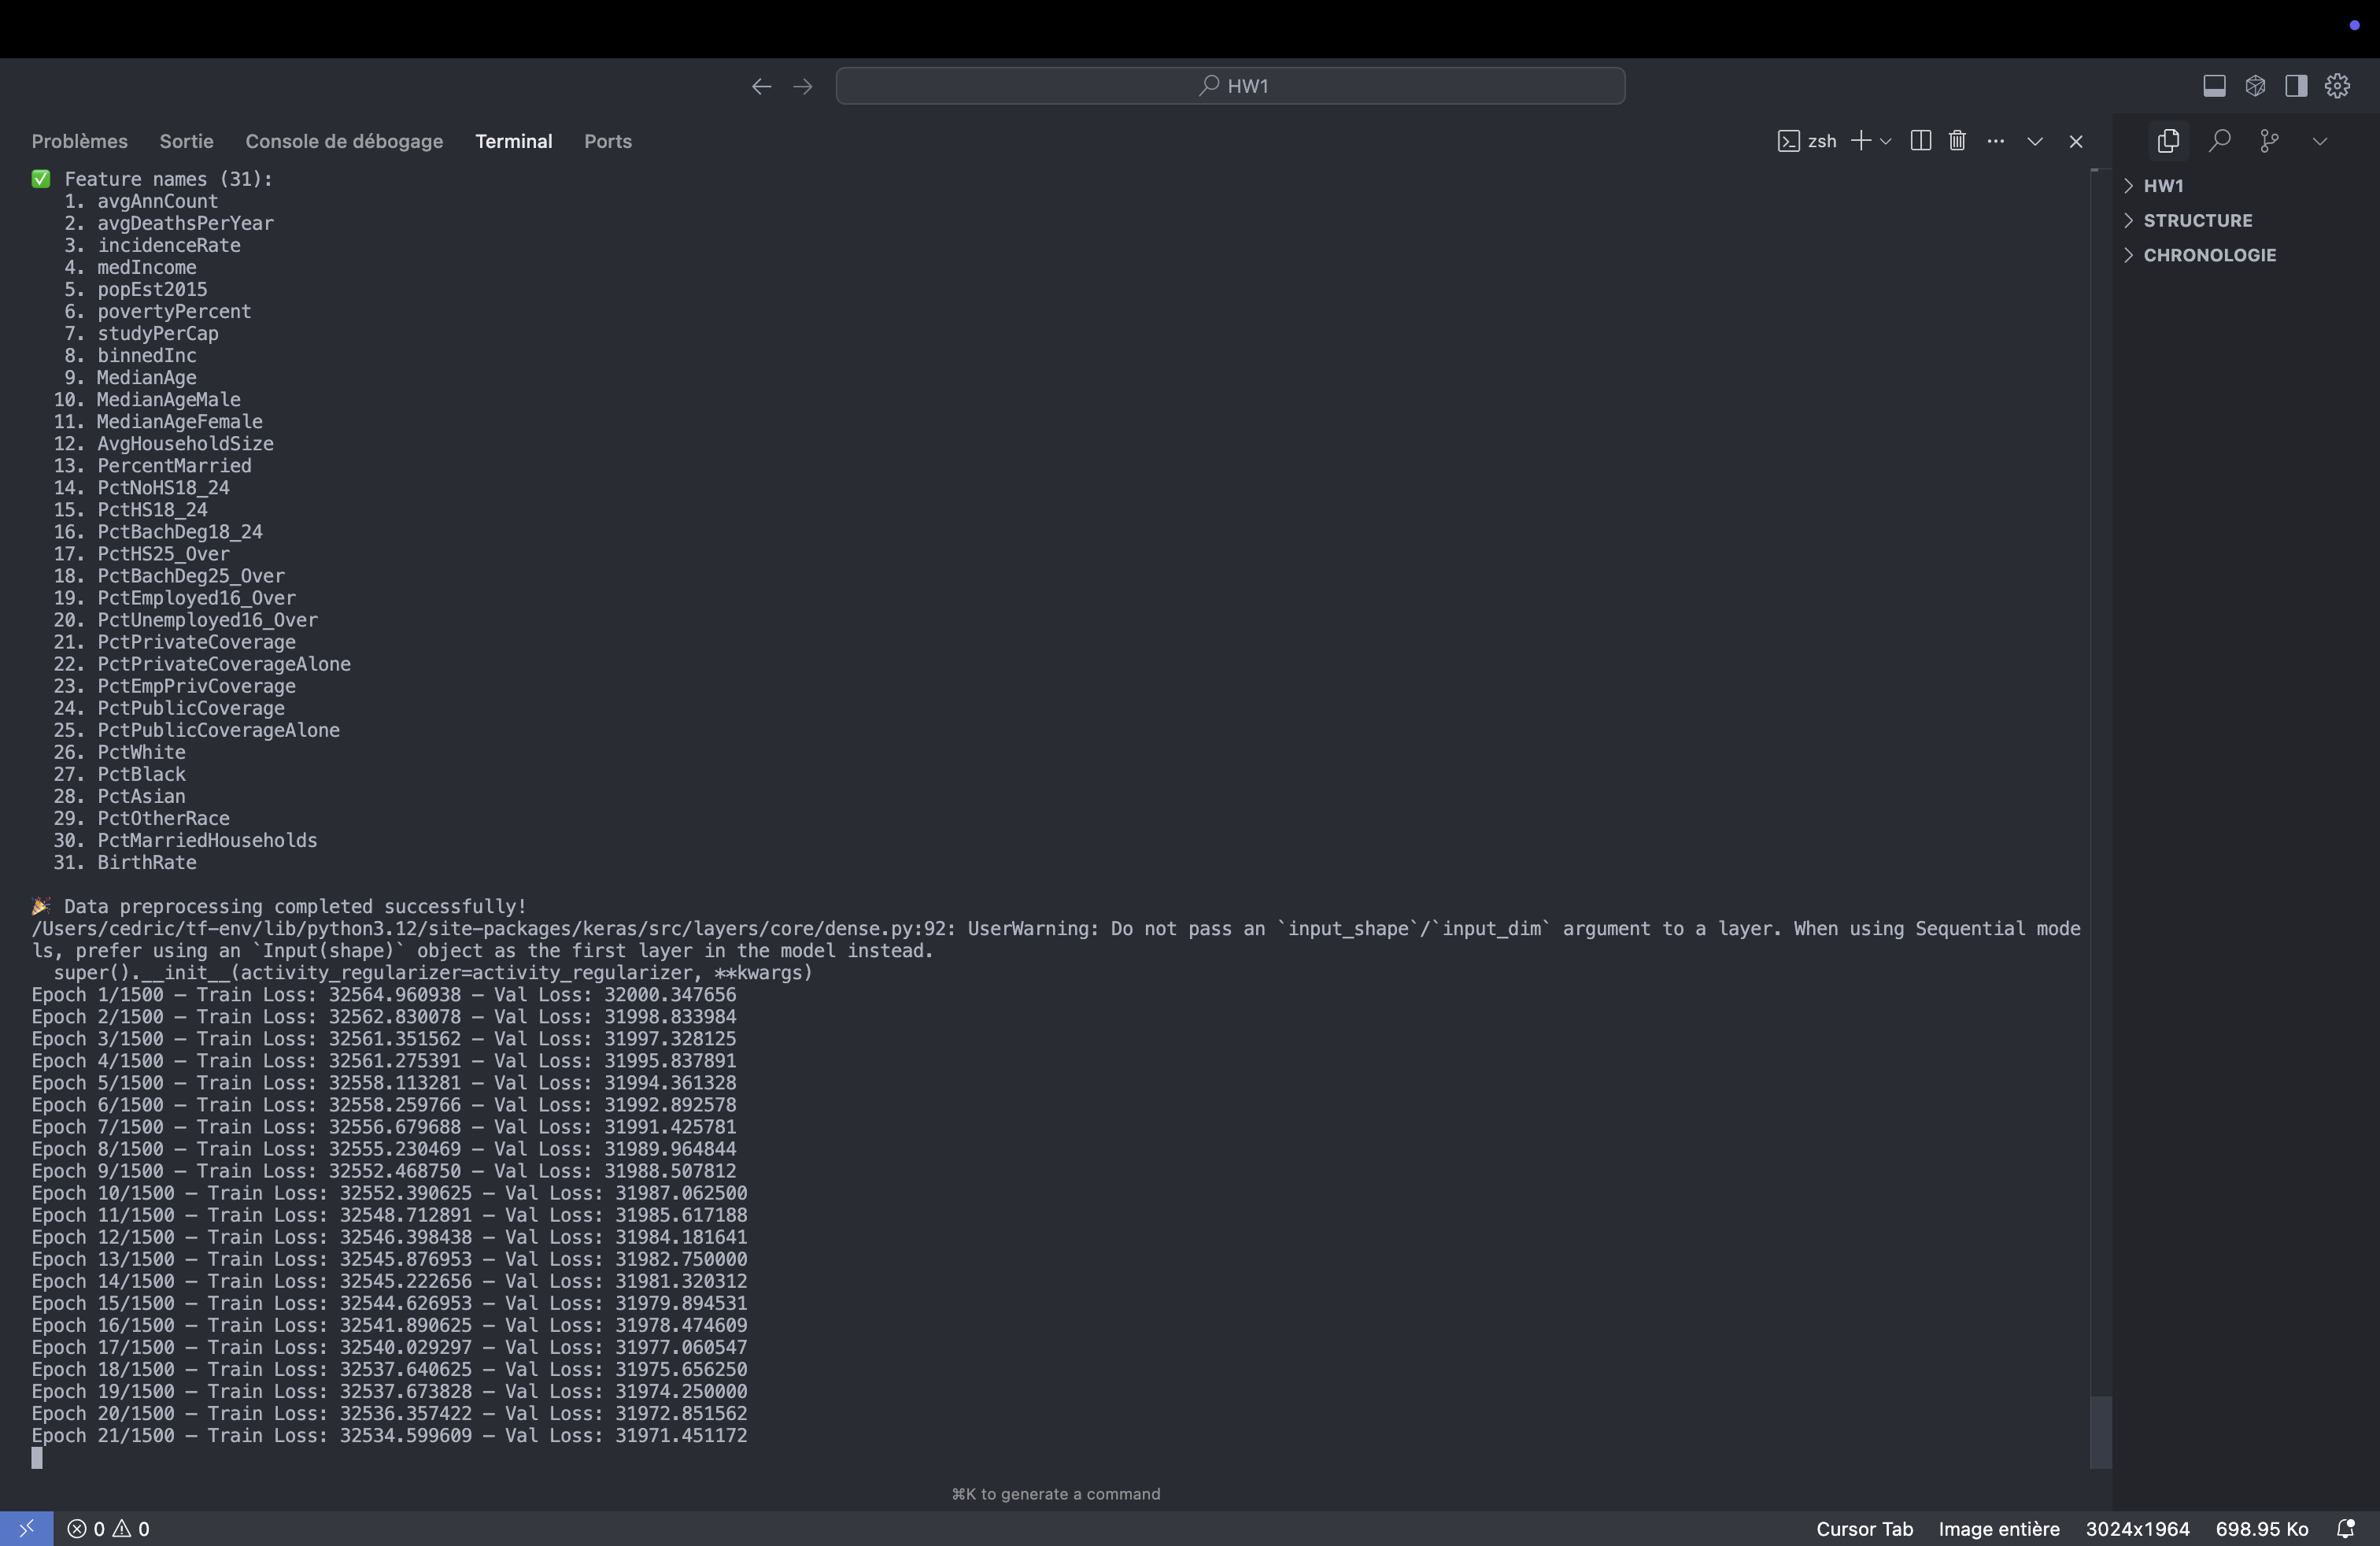 HW1
Problèmes Sortie Console de débogage Terminal Ports
zsh
✅ Feature names (31):
1. avgAnnCount
2. avgDeathsPerYear
3. incidenceRate
4. medIncome
5. popEst2015
6. povertyPercent
7. studyPerCap
8. binnedInc
9. MedianAge
10. MedianAgeMale
11. MedianAgeFemale
12. AvgHouseholdSize
13. PercentMarried
14. PctNoHS18_24
15. PctHS18_24
16. PctBachDeg18_24
17. PctHS25_Over
18. PctBachDeg25_Over
19. PctEmployed16_Over
20. PctUnemployed16_Over
21. PctPrivateCoverage
22. PctPrivateCoverageAlone
23. PctEmpPrivCoverage
24. PctPublicCoverage
25. PctPublicCoverageAlone
26. PctWhite
27. PctBlack
28. PctAsian
29. PctOtherRace
30. PctMarriedHouseholds
31. BirthRate
🎉 Data preprocessing completed successfully!
/Users/cedric/tf-env/lib/python3.12/site-packages/keras/src/layers/core/dense.py:92: UserWarning: Do not pass an `input_shape`/`input_dim` argument to a layer. When using Sequential mode
ls, prefer using an `Input(shape)` object as the first layer in the model instead.
super().__init__(activity_regularizer=activity_regularizer, **kwargs)
Epoch 1/1500 — Train Loss: 32564.960938 — Val Loss: 32000.347656
Epoch 2/1500 — Train Loss: 32562.830078 — Val Loss: 31998.833984
Epoch 3/1500 — Train Loss: 32561.351562 — Val Loss: 31997.328125
Epoch 4/1500 — Train Loss: 32561.275391 — Val Loss: 31995.837891
Epoch 5/1500 — Train Loss: 32558.113281 — Val Loss: 31994.361328
Epoch 6/1500 — Train Loss: 32558.259766 — Val Loss: 31992.892578
Epoch 7/1500 — Train Loss: 32556.679688 — Val Loss: 31991.425781
Epoch 8/1500 — Train Loss: 32555.230469 — Val Loss: 31989.964844
Epoch 9/1500 — Train Loss: 32552.468750 — Val Loss: 31988.507812
Epoch 10/1500 — Train Loss: 32552.390625 — Val Loss: 31987.062500
Epoch 11/1500 — Train Loss: 32548.712891 — Val Loss: 31985.617188
Epoch 12/1500 — Train Loss: 32546.398438 — Val Loss: 31984.181641
Epoch 13/1500 — Train Loss: 32545.876953 — Val Loss: 31982.750000
Epoch 14/1500 — Train Loss: 32545.222656 — Val Loss: 31981.320312
Epoch 15/1500 — Train Loss: 32544.626953 — Val Loss: 31979.894531
Epoch 16/1500 — Train Loss: 32541.890625 — Val Loss: 31978.474609
Epoch 17/1500 — Train Loss: 32540.029297 — Val Loss: 31977.060547
Epoch 18/1500 — Train Loss: 32537.640625 — Val Loss: 31975.656250
Epoch 19/1500 — Train Loss: 32537.673828 — Val Loss: 31974.250000
Epoch 20/1500 — Train Loss: 32536.357422 — Val Loss: 31972.851562
Epoch 21/1500 — Train Loss: 32534.599609 — Val Loss: 31971.451172
⌘K to generate a command
HW1
STRUCTURE
CHRONOLOGIE
0 0
Cursor Tab Image entière 3024x1964 698.95 Ko